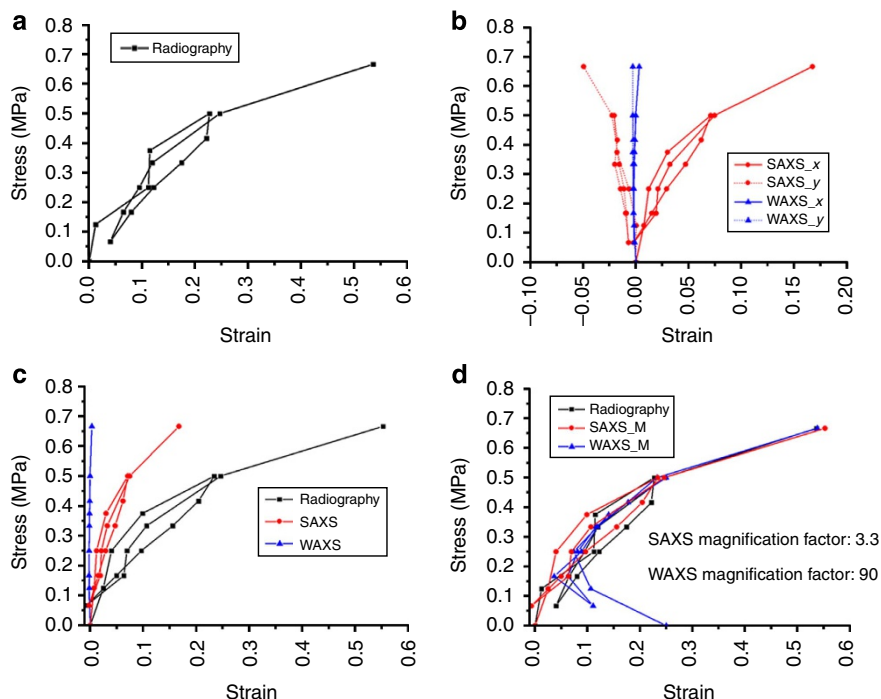 a
Radiography
0.8
0.7
0.6
0.5
0.4
0.3
0.2
0.1
0.0
Stress (MPa)
0.0
0.1
0.2
0.3
0.4
0.5
0.6
Strain
b
SAXS_x
SAXS_y
WAXS_x
WAXS_y
0.8
0.7
0.6
0.5
0.4
0.3
0.2
0.1
0.0
Stress (MPa)
−0.10
−0.05
0.00
0.05
0.10
0.15
0.20
Strain
c
Radiography
SAXS
WAXS
0.8
0.7
0.6
0.5
0.4
0.3
0.2
0.1
0.0
Stress (MPa)
0.0
0.1
0.2
0.3
0.4
0.5
0.6
Strain
d
Radiography
SAXS_M
WAXS_M
SAXS magnification factor: 3.3
WAXS magnification factor: 90
0.8
0.7
0.6
0.5
0.4
0.3
0.2
0.1
0.0
Stress (MPa)
0.0
0.1
0.2
0.3
0.4
0.5
0.6
Strain